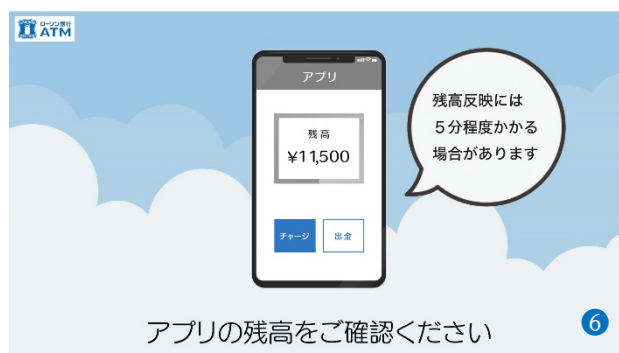 ローソン銀行
ATM
アプリ
残高
¥11,500
チャージ
出金
残高反映には
5分程度かかる
場合があります
アプリの残高をご確認ください
6